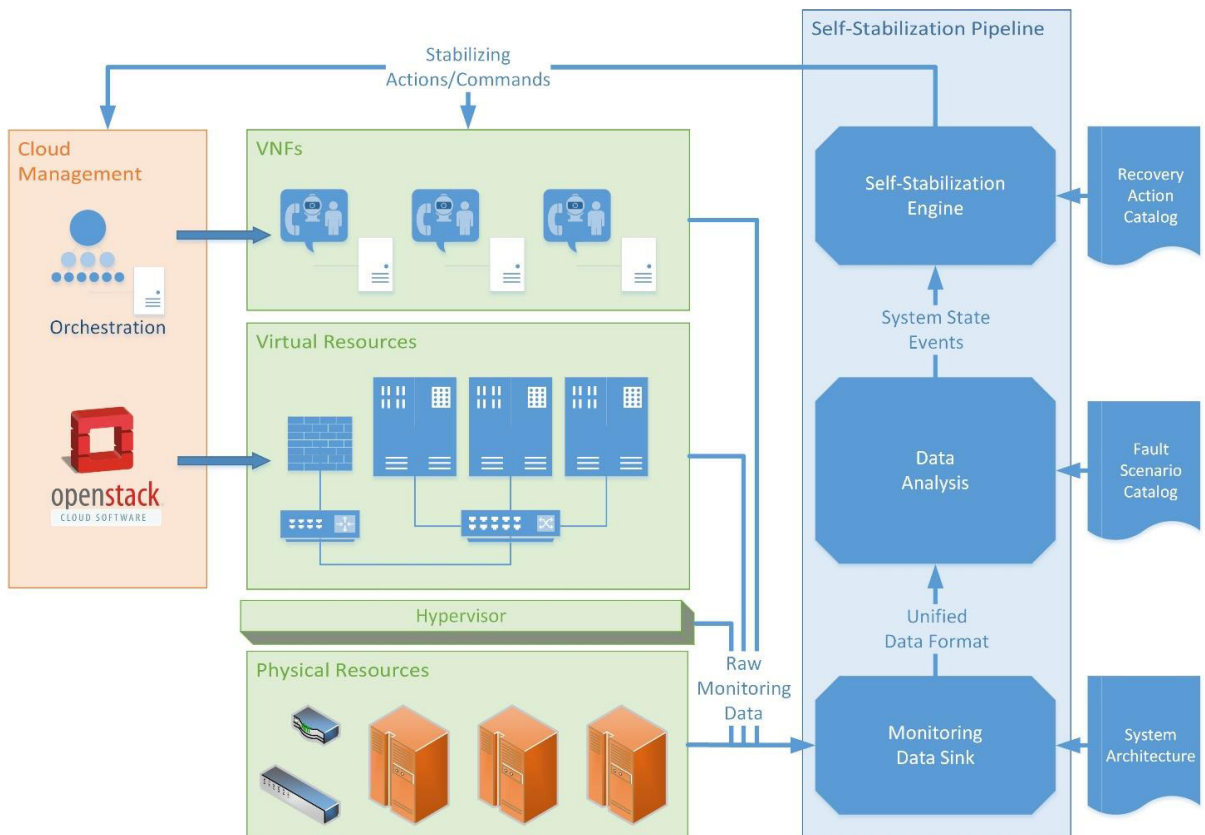 Self-Stabilization Pipeline
Stabilizing
Actions/Commands
Cloud
Management
Orchestration
openstack
CLOUD SOFTWARE
VNFs
Virtual Resources
Hypervisor
Physical Resources
Raw
Monitoring
Data
Self-Stabilization
Engine
Recovery
Action
Catalog
System State
Events
Data
Analysis
Fault
Scenario
Catalog
Unified
Data Format
Monitoring
Data Sink
System
Architecture